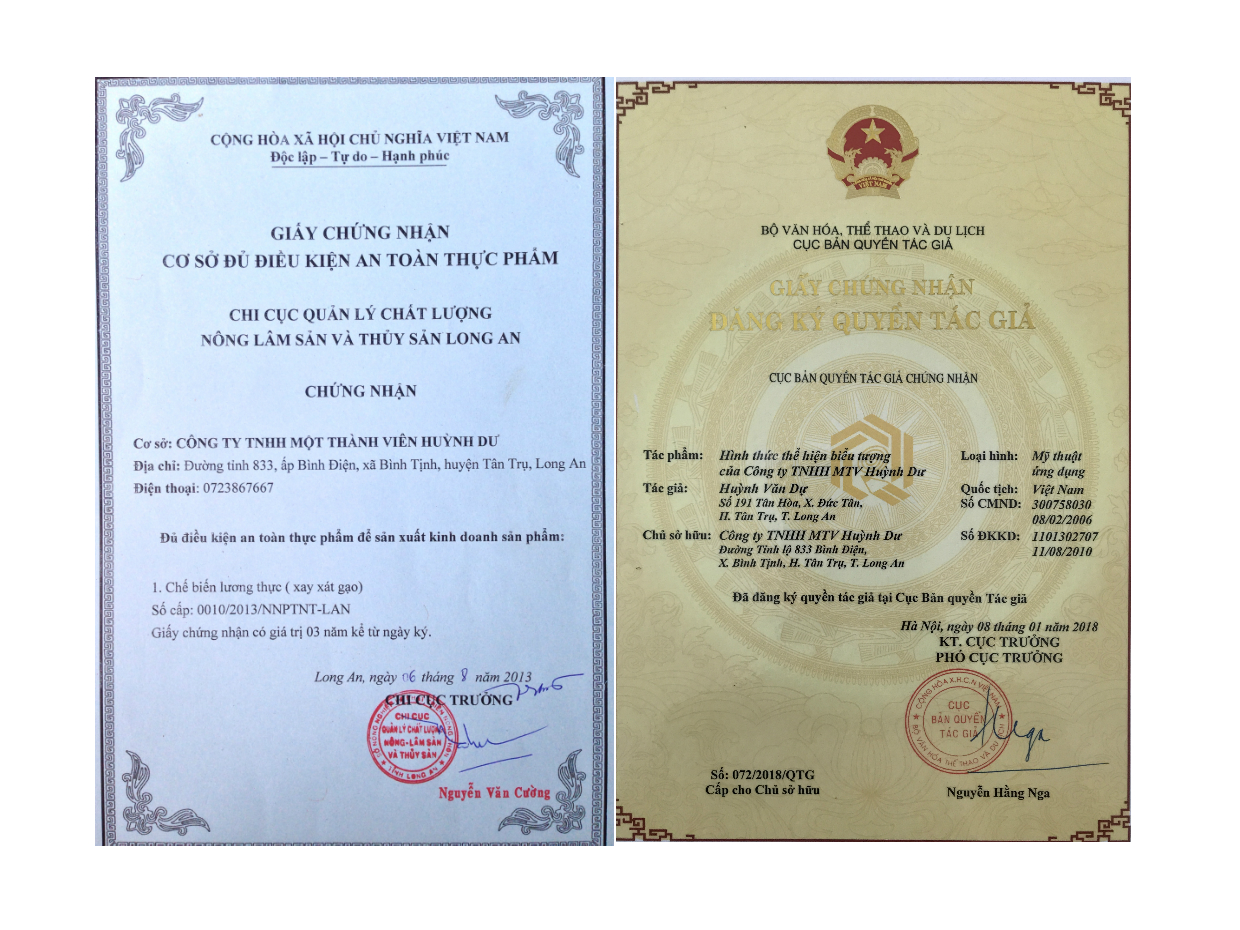 CỘNG HÒA XÃ HỘI CHỦ NGHĨA VIỆT NAM
Độc lập – Tự do – Hạnh phúc
GIẤY CHỨNG NHẬN
CƠ SỞ ĐỦ ĐIỀU KIỆN AN TOÀN THỰC PHẨM
CHI CỤC QUẢN LÝ CHẤT LƯỢNG
NÔNG LÂM SẢN VÀ THỦY SẢN LONG AN
CHỨNG NHẬN
Cơ sở: CÔNG TY TNHH MỘT THÀNH VIÊN HUỲNH DƯ
Địa chỉ: Đường tỉnh 833, ấp Bình Điện, xã Bình Tịnh, huyện Tân Trụ, Long An
Điện thoại: 0723867667
Đủ điều kiện an toàn thực phẩm để sản xuất kinh doanh sản phẩm:
1. Chế biến lương thực ( xay xát gạo)
Số cấp: 0010/2013/NNPTNT-LAN
Giấy chứng nhận có giá trị 03 năm kể từ ngày ký.
Long An, ngày 06 tháng 8 năm 2013
CHI CỤC TRƯỞNG
CHI CỤC
QUẢN LÝ CHẤT LƯỢNG
NÔNG-LÂM SẢN
VÀ THỦY SẢN
TỈNH LONG AN
Nguyễn Văn Cường
VIỆT NAM
BỘ VĂN HÓA, THỂ THAO VÀ DU LỊCH
CỤC BẢN QUYỀN TÁC GIẢ
GIẤY CHỨNG NHẬN
ĐĂNG KÝ QUYỀN TÁC GIẢ
CỤC BẢN QUYỀN TÁC GIẢ CHỨNG NHẬN
Tác phẩm: Hình thức thể hiện biểu tượng Loại hình: Mỹ thuật
của Công ty TNHH MTV Huỳnh Dư ứng dụng
Tác giả: Huỳnh Văn Dự Quốc tịch: Việt Nam
Số 191 Tân Hòa, X. Đức Tân, Số CMND: 300758030
H. Tân Trụ, T. Long An 08/02/2006
Chủ sở hữu: Công ty TNHH MTV Huỳnh Dư Số ĐKKD: 1101302707
Đường Tỉnh lộ 833 Bình Điện, 11/08/2010
X. Bình Tịnh, H. Tân Trụ, T. Long An
Đã đăng ký quyền tác giả tại Cục Bản quyền Tác giả
Hà Nội, ngày 08 tháng 01 năm 2018
KT. CỤC TRƯỞNG
PHÓ CỤC TRƯỞNG
CỘNG HÒA X.H.C.N VIỆT NAM
CỤC
BẢN QUYỀN
TÁC GIẢ
BỘ VĂN HÓA THỂ THAO VÀ DU LỊCH
Số: 072/2018/QTG
Cấp cho Chủ sở hữu
Nguyễn Hằng Nga